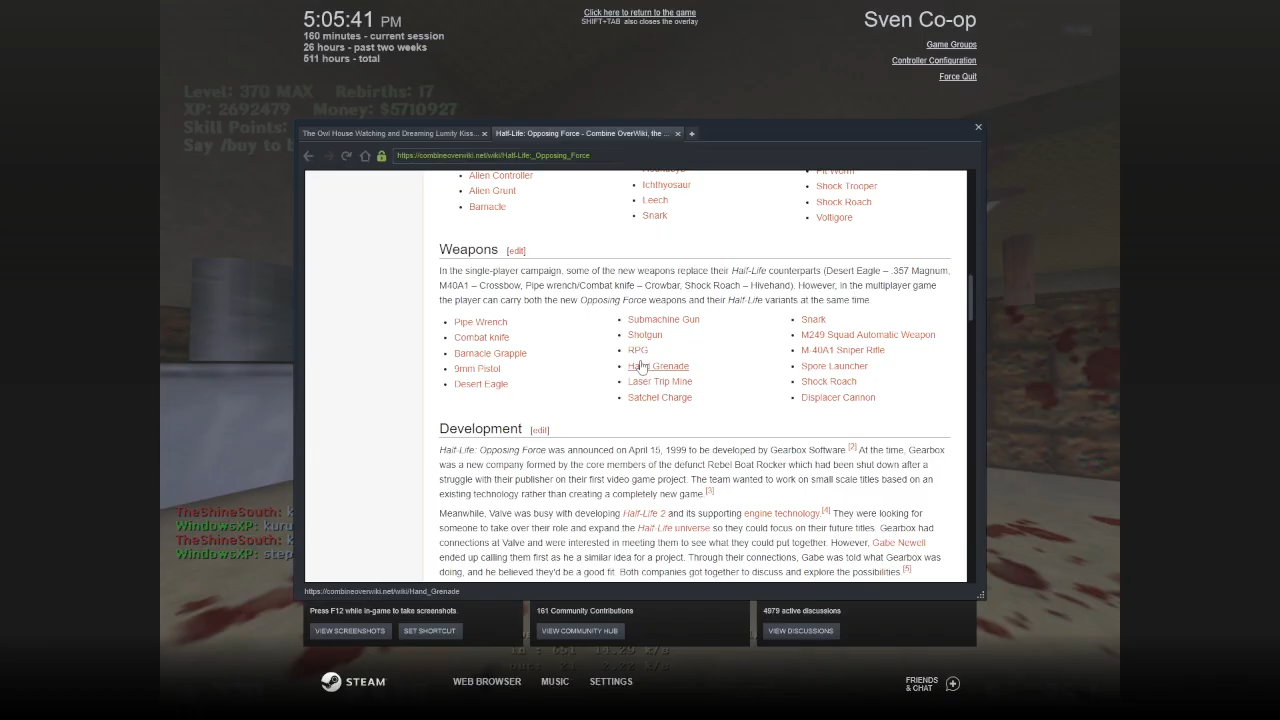 5:05:41 PM
160 minutes - current session
26 hours - past two weeks
511 hours - total
Click here to return to the game
SHIFT+TAB also closes the overlay
Sven Co-op
Game Groups
Controller Configuration
Force Quit
Level: 370 MAX Rebirths: 17
XP: 2692479 Money: $5710927
Skill Points:
Say /buy to b
The Owl House Watching and Dreaming Lumity Kiss...
Half-Life: Opposing Force - Combine OverWiki, the ...
https://combineoverwiki.net/wiki/Half-Life:_Opposing_Force
Alien Controller
Alien Grunt
Barnacle
Ichthyosaur
Leech
Snark
Pit Worm
Shock Trooper
Shock Roach
Voltigore
Weapons [edit]
In the single-player campaign, some of the new weapons replace their Half-Life counterparts (Desert Eagle – .357 Magnum,
M40A1 – Crossbow, Pipe wrench/Combat knife – Crowbar, Shock Roach – Hivehand). However, in the multiplayer game
the player can carry both the new Opposing Force weapons and their Half-Life variants at the same time.
Pipe Wrench
Combat knife
Barnacle Grapple
9mm Pistol
Desert Eagle
Submachine Gun
Shotgun
RPG
Hand Grenade
Laser Trip Mine
Satchel Charge
Snark
M249 Squad Automatic Weapon
M-40A1 Sniper Rifle
Spore Launcher
Shock Roach
Displacer Cannon
Development [edit]
Half-Life: Opposing Force was announced on April 15, 1999 to be developed by Gearbox Software.[2] At the time, Gearbox
was a new company formed by the core members of the defunct Rebel Boat Rocker which had been shut down after a
struggle with their publisher on their first video game project. The team wanted to work on small scale titles based on an
existing technology rather than creating a completely new game.[3]
Meanwhile, Valve was busy with developing Half-Life 2 and its supporting engine technology.[4] They were looking for
someone to take over their role and expand the Half-Life universe so they could focus on their future titles. Gearbox had
connections at Valve and were interested in meeting them to see what they could put together. However, Gabe Newell
ended up calling them first as he a similar idea for a project. Through their connections, Gabe was told what Gearbox was
doing, and he believed they'd be a good fit. Both companies got together to discuss and explore the possibilities.[5]
https://combineoverwiki.net/wiki/Hand_Grenade
TheShineSouth:
WindowsXP: kuru
TheShineSouth: k
WindowsXP: step
Press F12 while in-game to take screenshots.
VIEW SCREENSHOTS
SET SHORTCUT
161 Community Contributions
VIEW COMMUNITY HUB
4979 active discussions
VIEW DISCUSSIONS
in : 651 14.29 k/s
out: 21 2.22 k/s
STEAM
WEB BROWSER
MUSIC
SETTINGS
FRIENDS
& CHAT